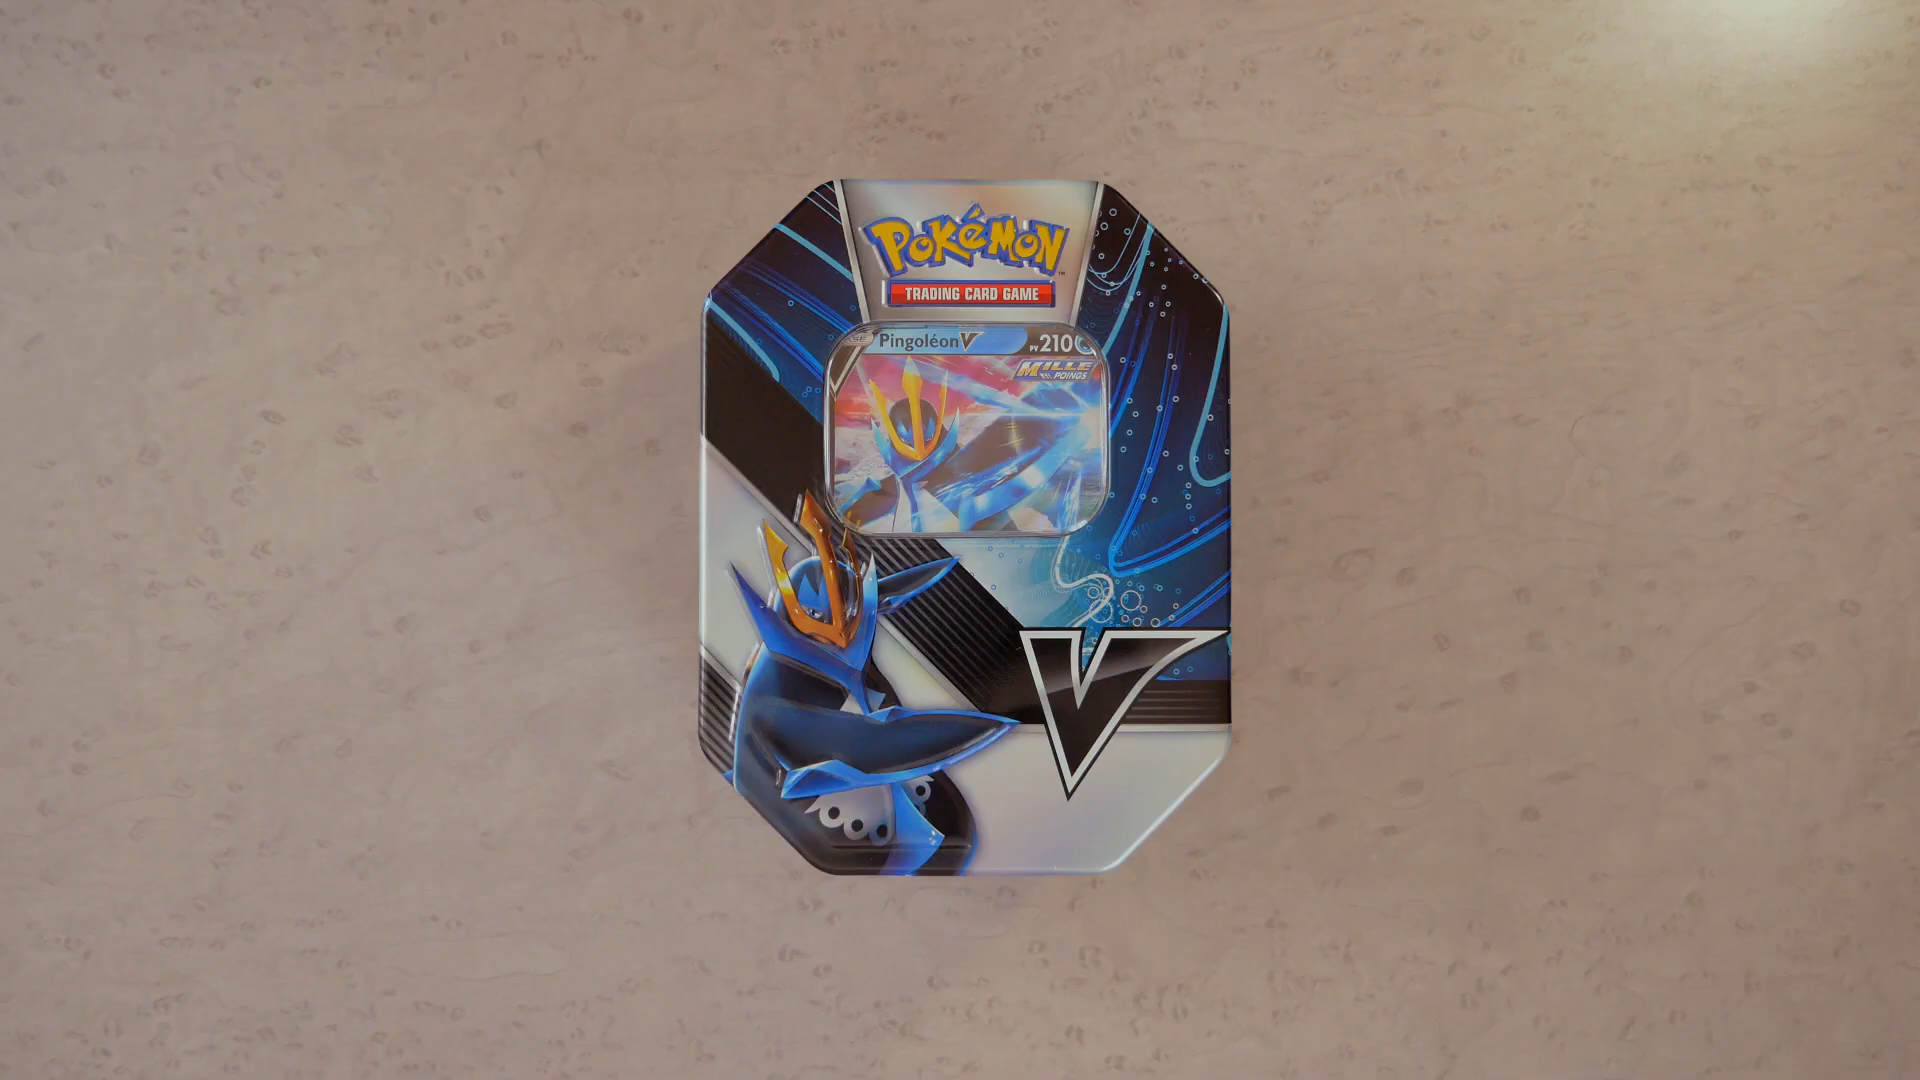 POKéMON
TRADING CARD GAME
Pingoléon V PV 210
MILLE
POINGS
V